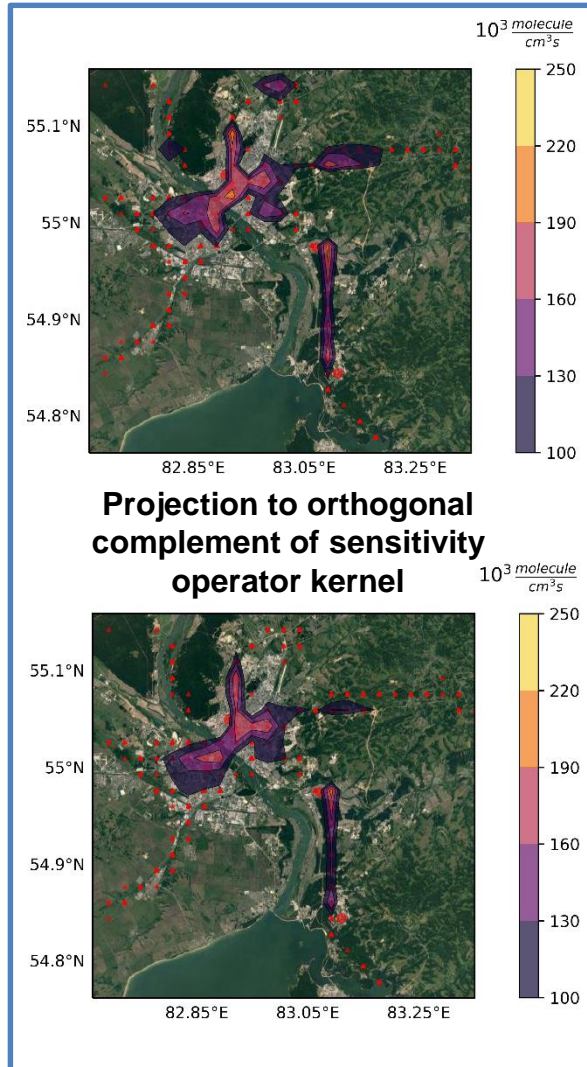 10³ molecule/cm³s
250
55.1°N
220
55°N
190
160
54.9°N
130
54.8°N
100
82.85°E 83.05°E 83.25°E
Projection to orthogonal
complement of sensitivity
operator kernel
10³ molecule/cm³s
250
55.1°N
220
55°N
190
160
54.9°N
130
54.8°N
100
82.85°E 83.05°E 83.25°E